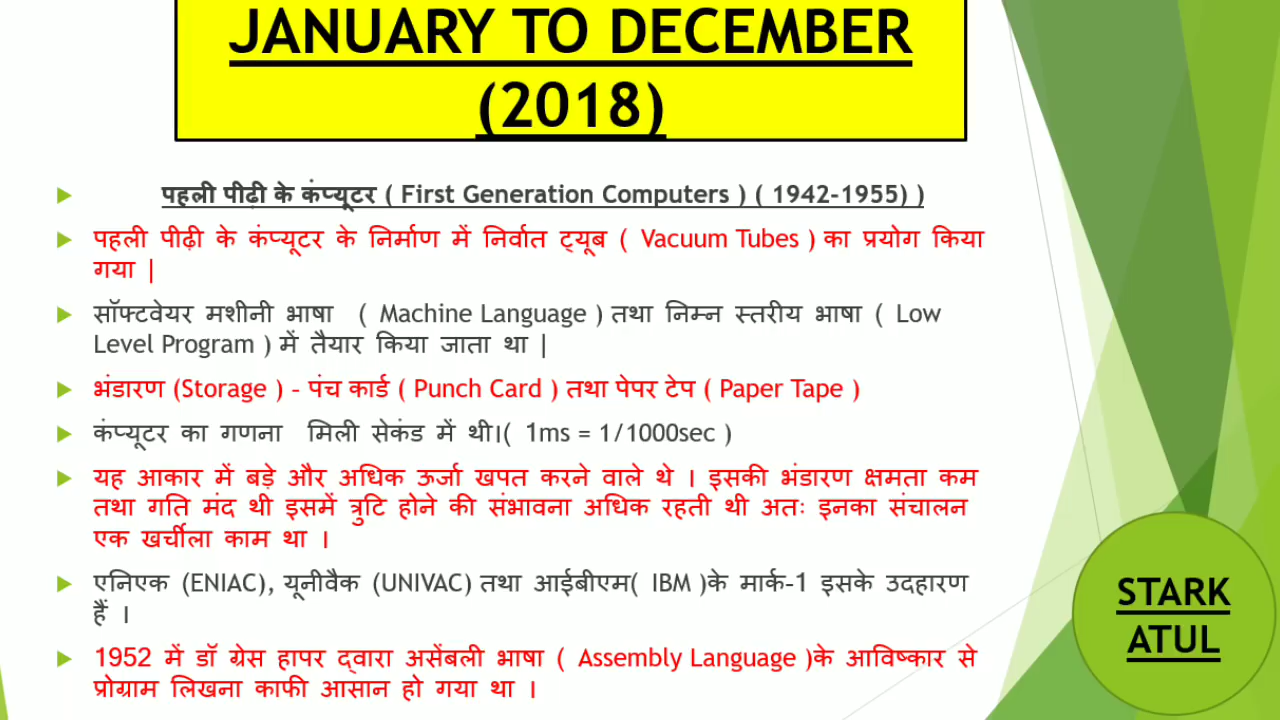 JANUARY TO DECEMBER
(2018)
पहली पीढ़ी के कंप्यूटर ( First Generation Computers ) ( 1942-1955) )
पहली पीढ़ी के कंप्यूटर के निर्माण में निर्वात ट्यूब ( Vacuum Tubes ) का प्रयोग किया
गया |
सॉफ्टवेयर मशीनी भाषा ( Machine Language ) तथा निम्न स्तरीय भाषा ( Low
Level Program ) में तैयार किया जाता था |
भंडारण (Storage ) - पंच कार्ड ( Punch Card ) तथा पेपर टेप ( Paper Tape )
कंप्यूटर का गणना मिली सेकंड में थी।( 1ms = 1/1000sec )
यह आकार में बड़े और अधिक ऊर्जा खपत करने वाले थे । इसकी भंडारण क्षमता कम
तथा गति मंद थी इसमें त्रुटि होने की संभावना अधिक रहती थी अतः इनका संचालन
एक खर्चीला काम था ।
एनिएक (ENIAC), यूनीवैक (UNIVAC) तथा आईबीएम( IBM )के मार्क-1 इसके उदहारण
हैं ।
1952 में डॉ ग्रेस हापर द्वारा असेंबली भाषा ( Assembly Language )के आविष्कार से
प्रोग्राम लिखना काफी आसान हो गया था ।
STARK
ATUL